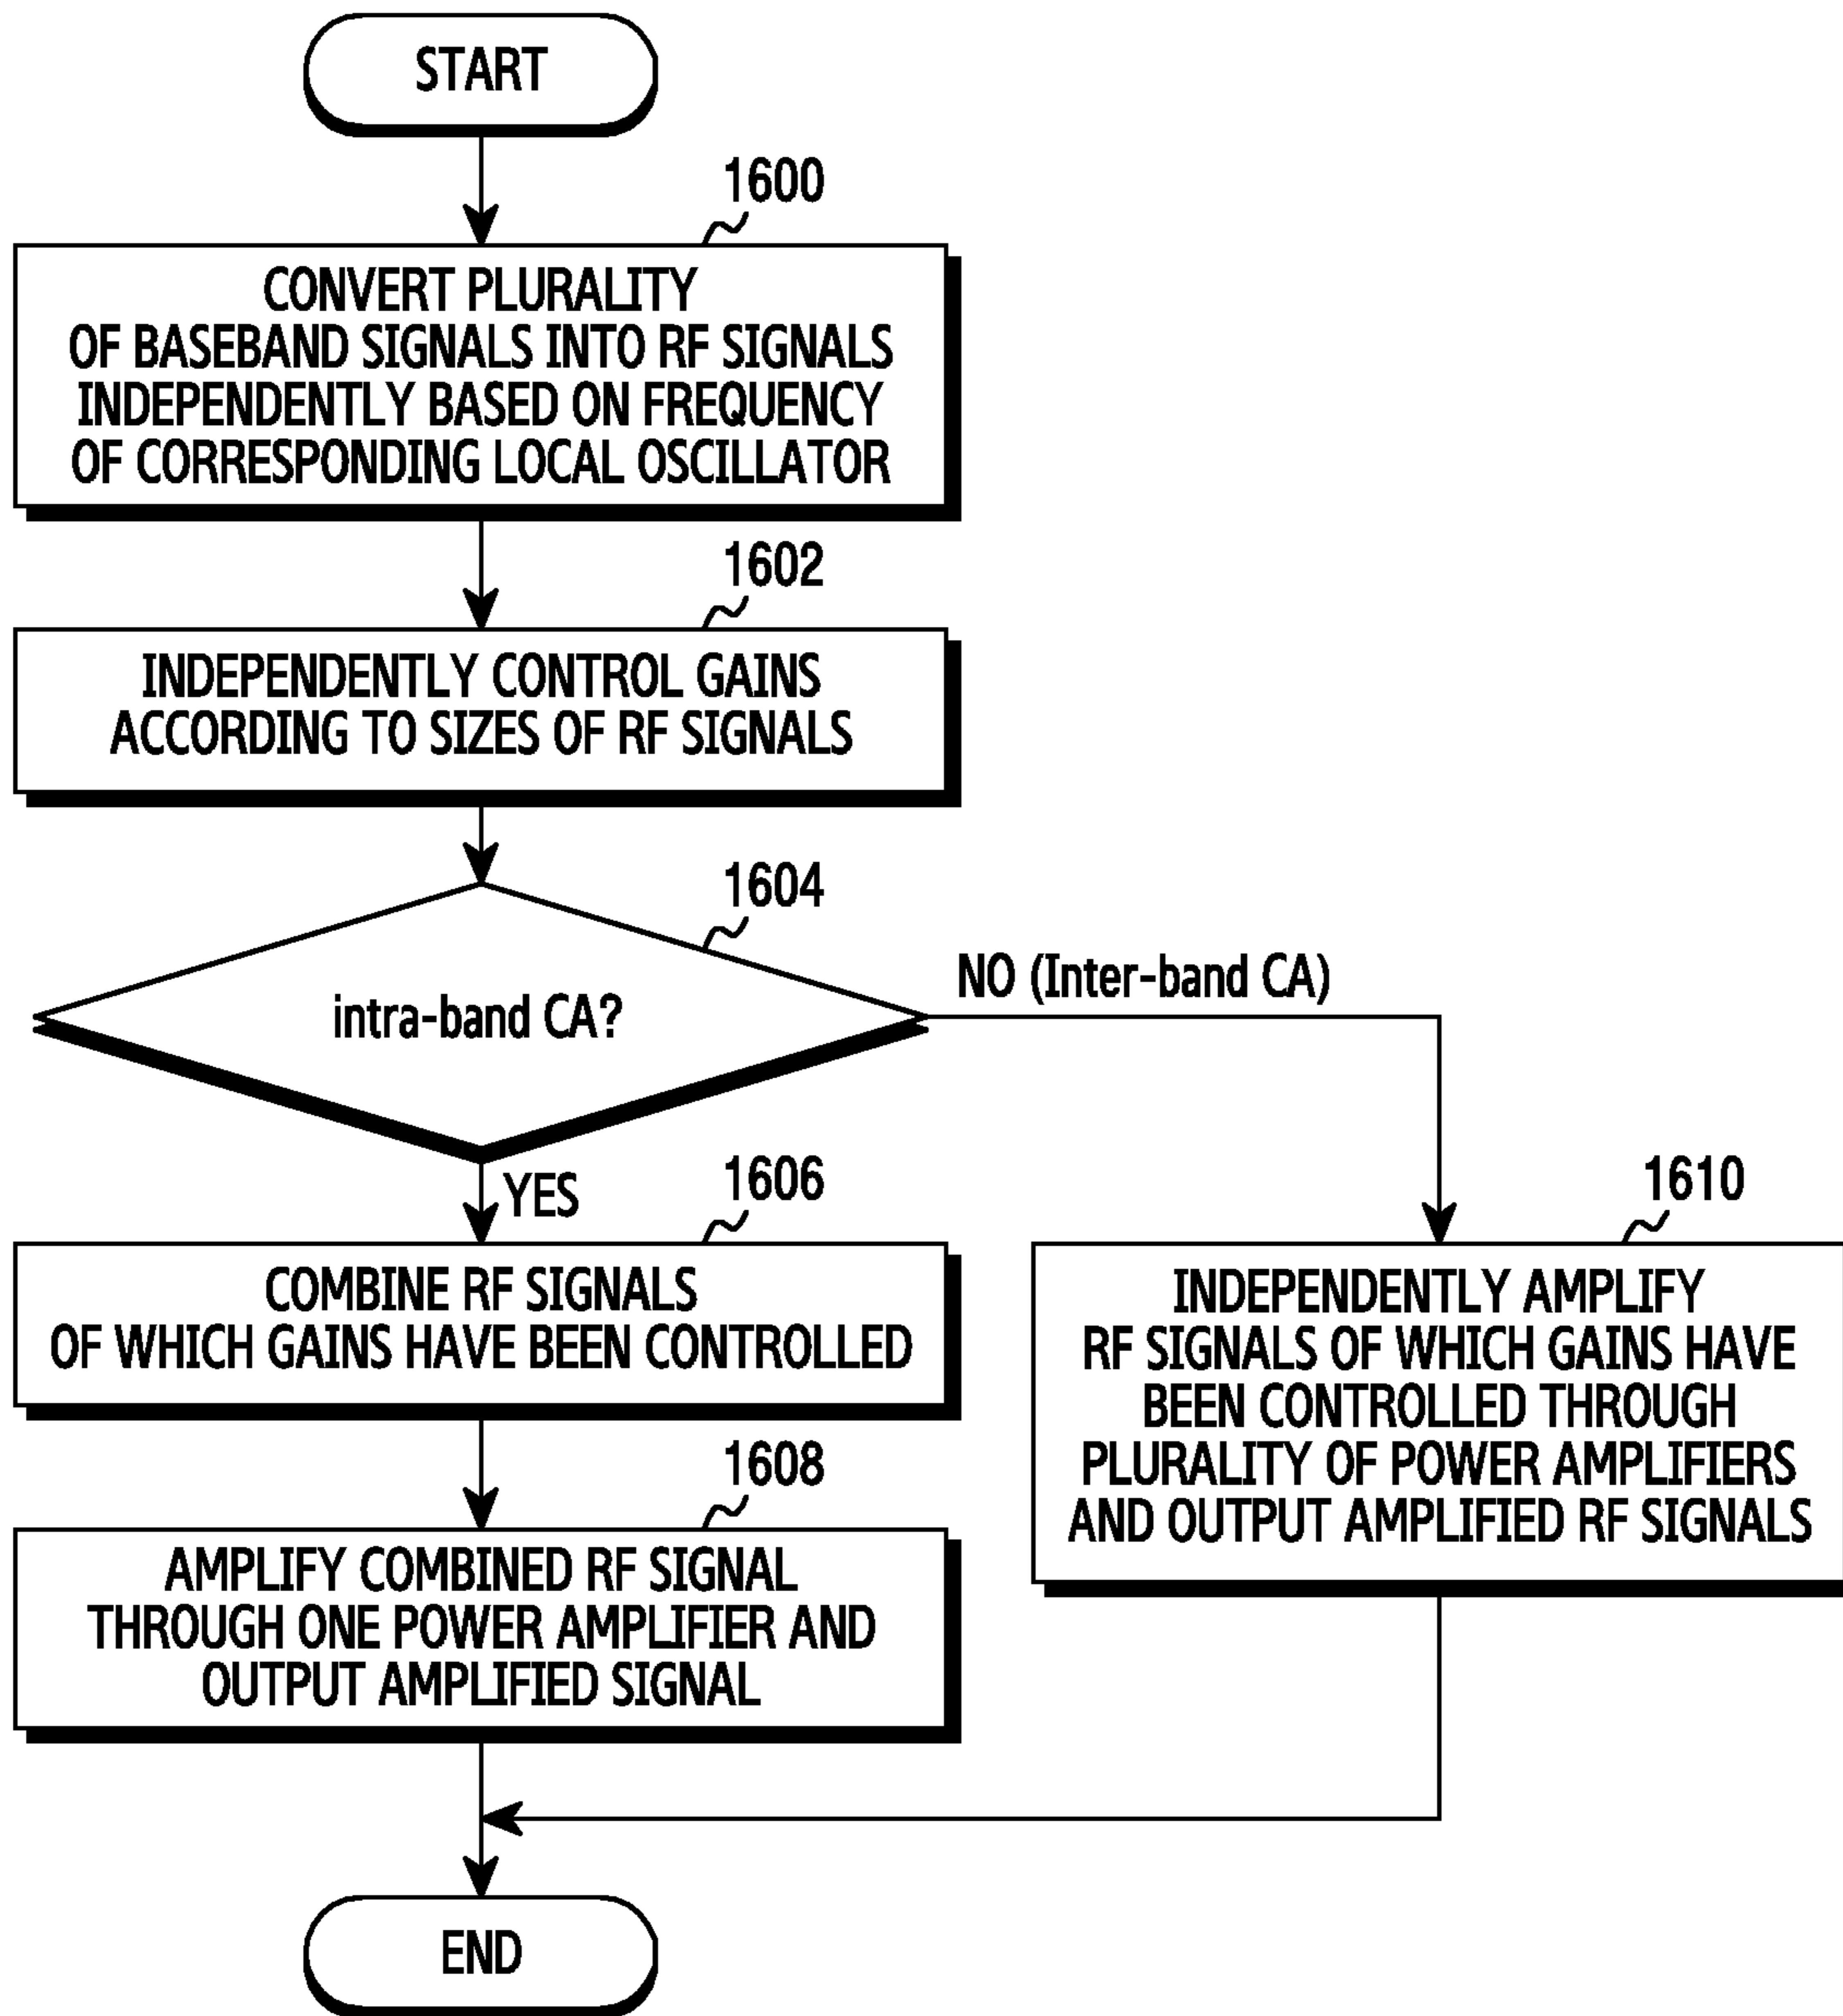 START
1600
CONVERT PLURALITY
OF BASEBAND SIGNALS INTO RF SIGNALS
INDEPENDENTLY BASED ON FREQUENCY
OF CORRESPONDING LOCAL OSCILLATOR
1602
INDEPENDENTLY CONTROL GAINS
ACCORDING TO SIZES OF RF SIGNALS
1604
intra-band CA?
NO (Inter-band CA)
YES
1606
COMBINE RF SIGNALS
OF WHICH GAINS HAVE BEEN CONTROLLED
1608
AMPLIFY COMBINED RF SIGNAL
THROUGH ONE POWER AMPLIFIER AND
OUTPUT AMPLIFIED SIGNAL
1610
INDEPENDENTLY AMPLIFY
RF SIGNALS OF WHICH GAINS HAVE
BEEN CONTROLLED THROUGH
PLURALITY OF POWER AMPLIFIERS
AND OUTPUT AMPLIFIED RF SIGNALS
END